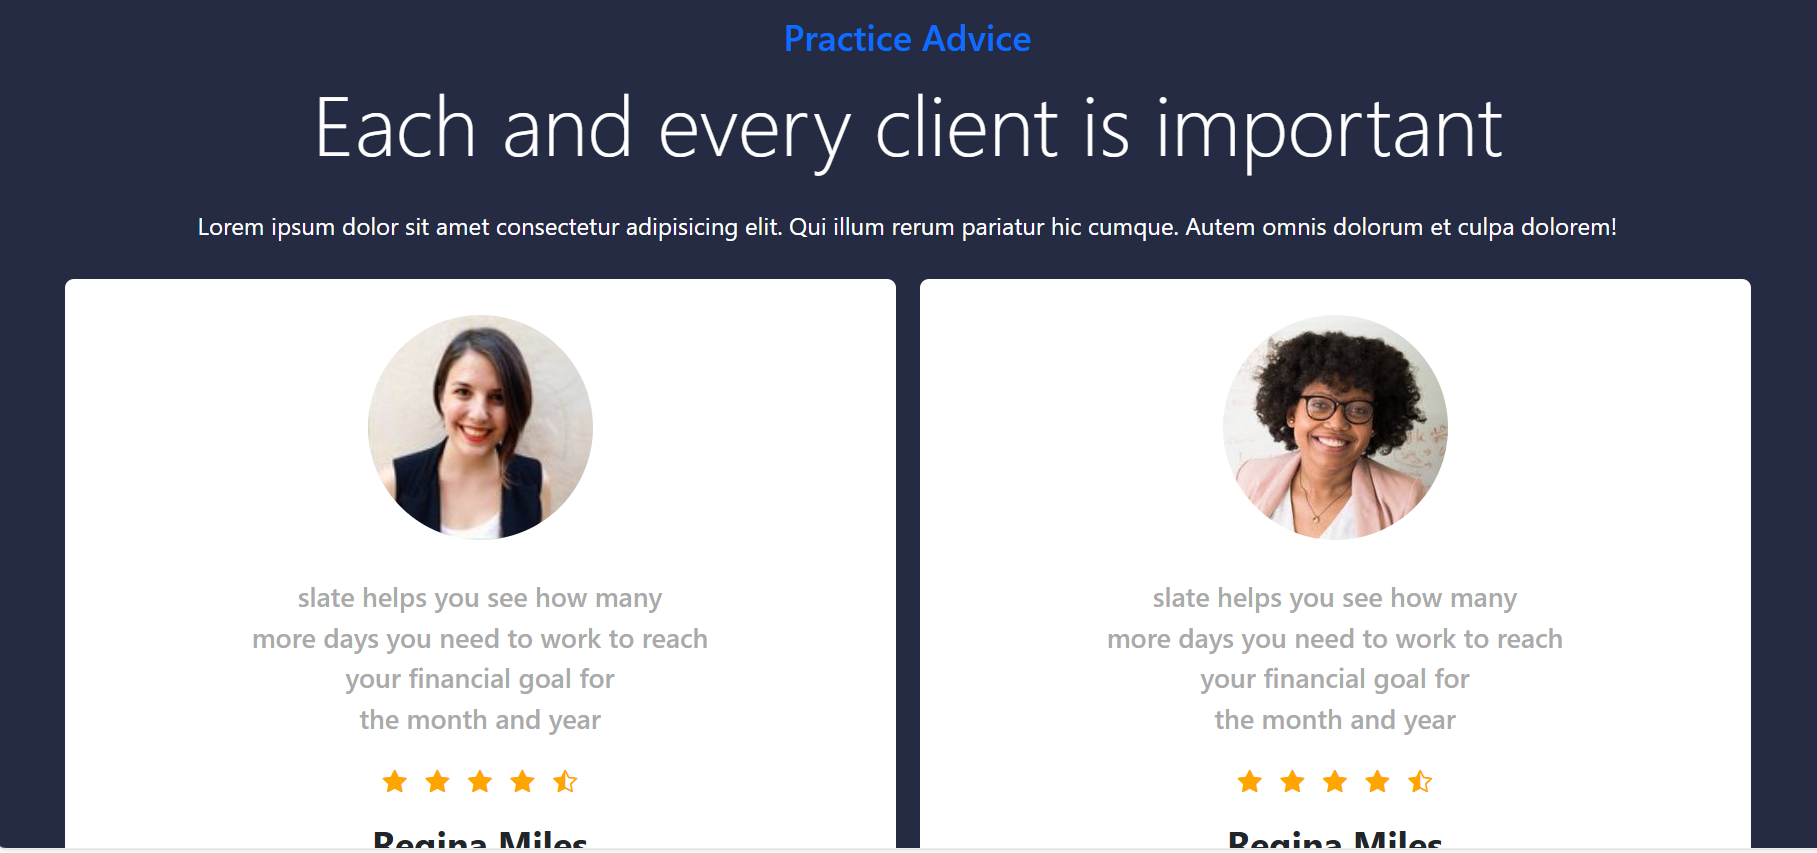 Practice Advice
Each and every client is important
Lorem ipsum dolor sit amet consectetur adipisicing elit. Qui illum rerum pariatur hic cumque. Autem omnis dolorum et culpa dolorem!
slate helps you see how many
more days you need to work to reach
your financial goal for
the month and year
Regina Miles
slate helps you see how many
more days you need to work to reach
your financial goal for
the month and year
Regina Miles